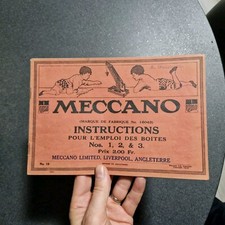 MECCANO
(MARQUE DE FABRIQUE No. 149069)
INSTRUCTIONS
POUR L'EMPLOI DES BOITES
Nos. 1, 2, & 3.
Prix 2.00 Fr.
MECCANO LIMITED, LIVERPOOL, ANGLETERRE.